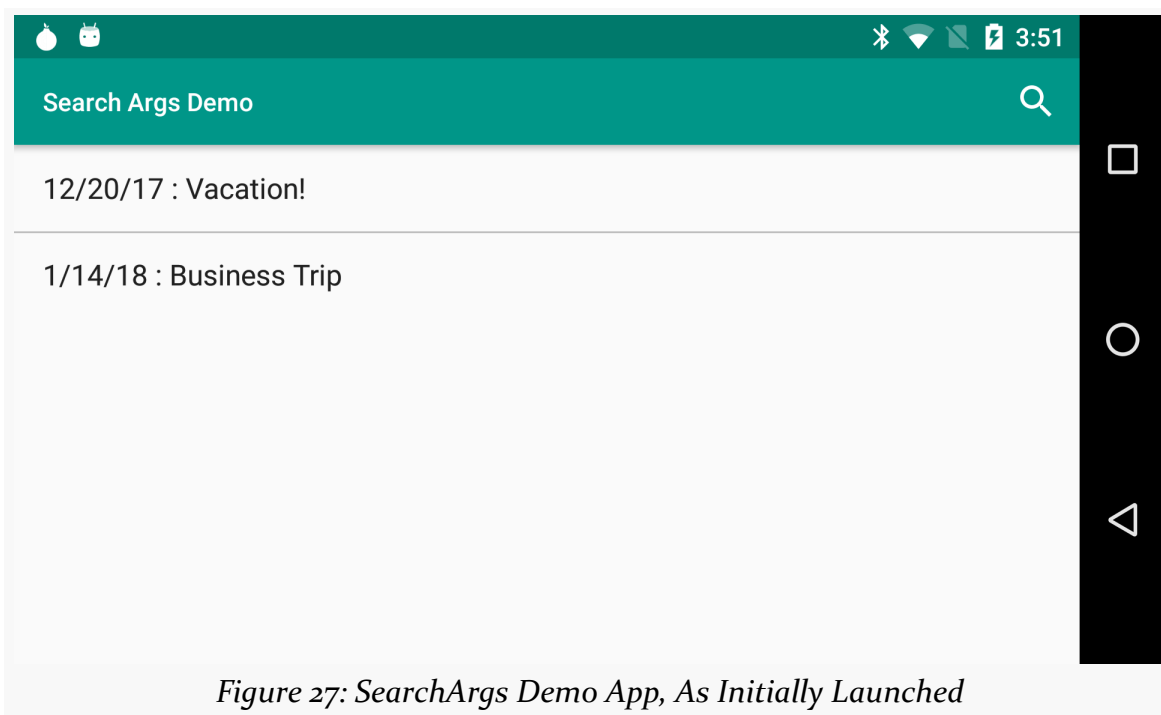 3:51
Search Args Demo
12/20/17 : Vacation!
1/14/18 : Business Trip
Figure 27: SearchArgs Demo App, As Initially Launched